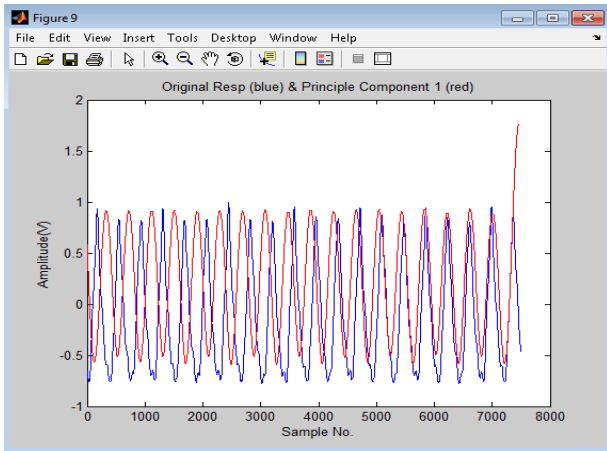 Figure 9
File Edit View Insert Tools Desktop Window Help
Original Resp (blue) & Principle Component 1 (red)
2
1.5
1
0.5
0
-0.5
-1
Amplitude(V)
0 1000 2000 3000 4000 5000 6000 7000 8000
Sample No.